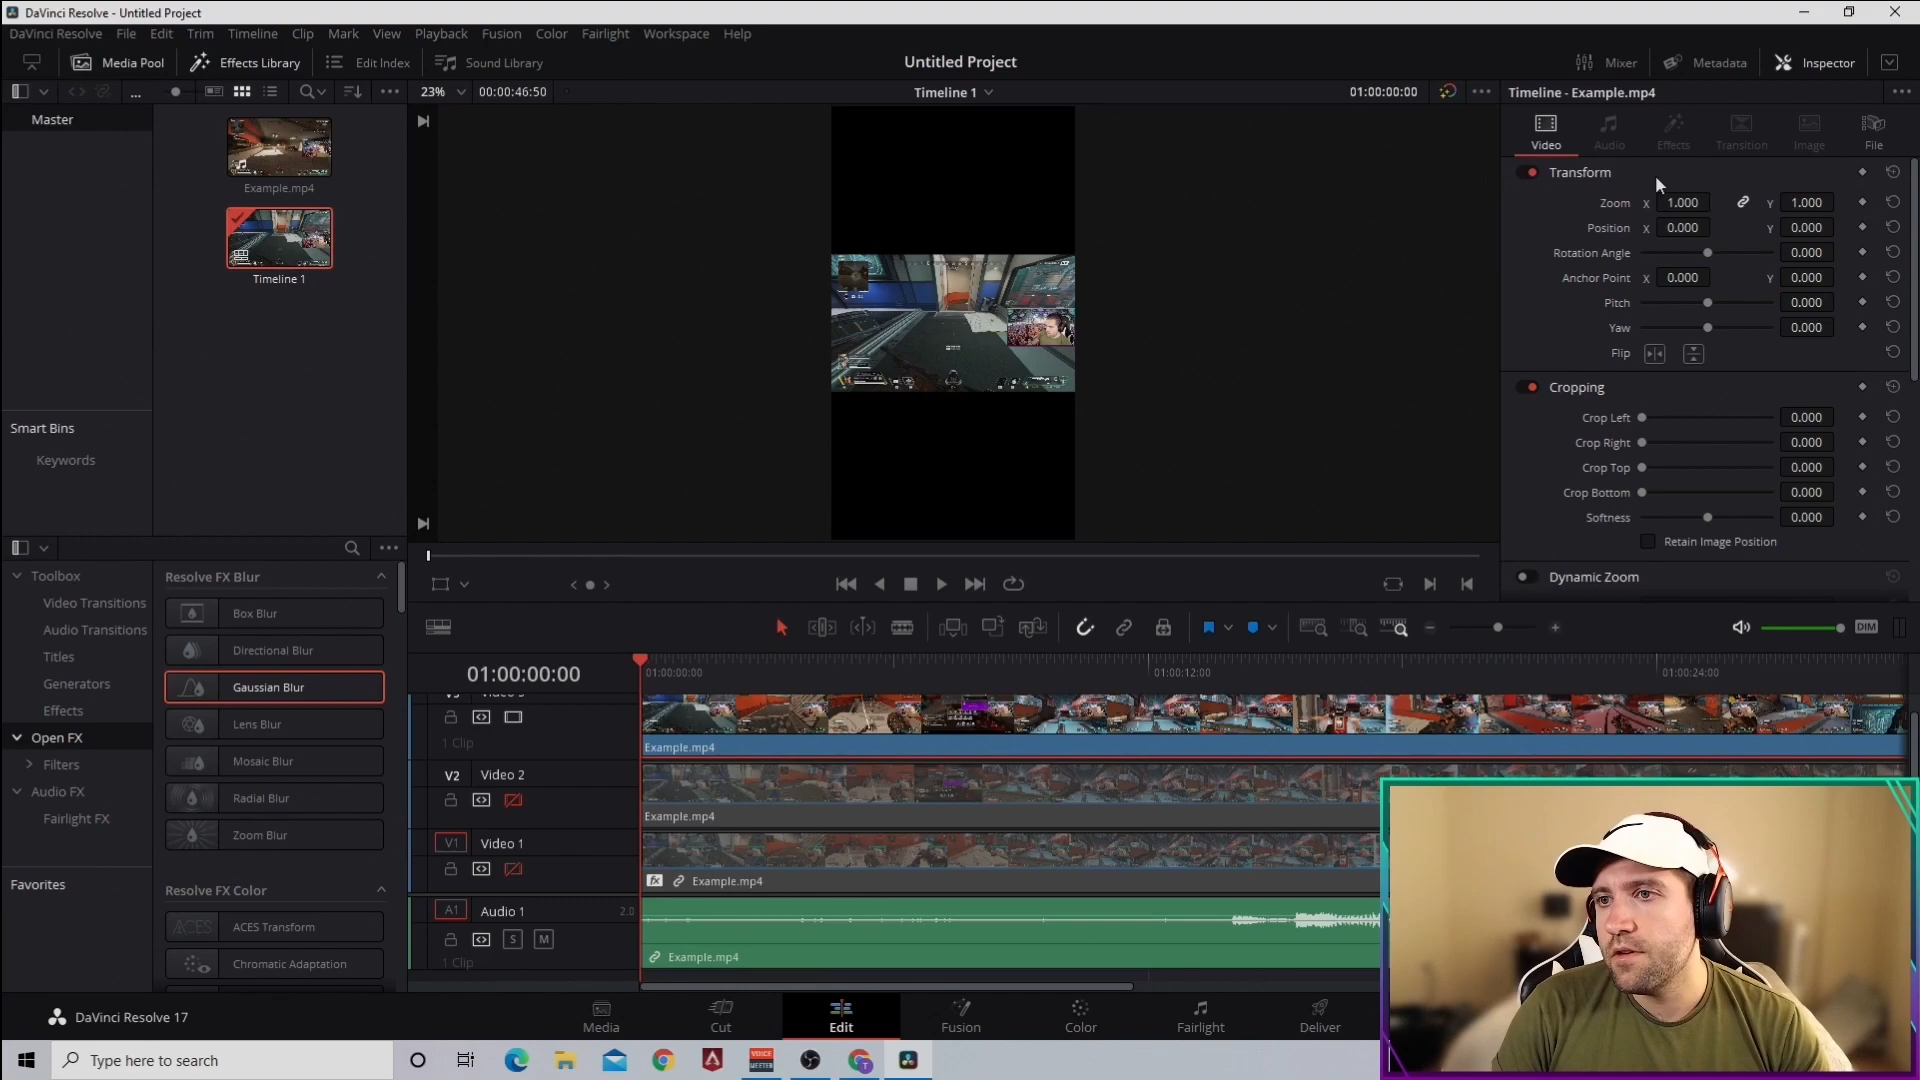 DaVinci Resolve - Untitled Project
DaVinci Resolve File Edit Trim Timeline Clip Mark View Playback Fusion Color Fairlight Workspace Help
Media Pool Effects Library Edit Index Sound Library Untitled Project Mixer Metadata Inspector
... 23% 00:00:46:50 Timeline 1 01:00:00:00 Timeline - Example.mp4
Master
Example.mp4
Timeline 1
Smart Bins
Keywords
Video Audio Effects Transition Image File
Transform
Zoom X 1.000 Y 1.000
Position X 0.000 Y 0.000
Rotation Angle 0.000
Anchor Point X 0.000 Y 0.000
Pitch 0.000
Yaw 0.000
Flip
Cropping
Crop Left 0.000
Crop Right 0.000
Crop Top 0.000
Crop Bottom 0.000
Softness 0.000
Retain Image Position
Dynamic Zoom
Toolbox
Video Transitions
Audio Transitions
Titles
Generators
Effects
Open FX
Filters
Audio FX
Fairlight FX
Favorites
Resolve FX Blur
Box Blur
Directional Blur
Gaussian Blur
Lens Blur
Mosaic Blur
Radial Blur
Zoom Blur
Resolve FX Color
ACES ACES Transform
Chromatic Adaptation
DIM
01:00:00:00 01:00:00:00 01:00:12:00 01:00:24:00
1 Clip
Example.mp4
V2 Video 2
Example.mp4
V1 Video 1
fx Example.mp4
A1 Audio 1 2.0
S M
1 Clip
Example.mp4
DaVinci Resolve 17
Media Cut Edit Fusion Color Fairlight Deliver
Type here to search
VOICE MEETER
T